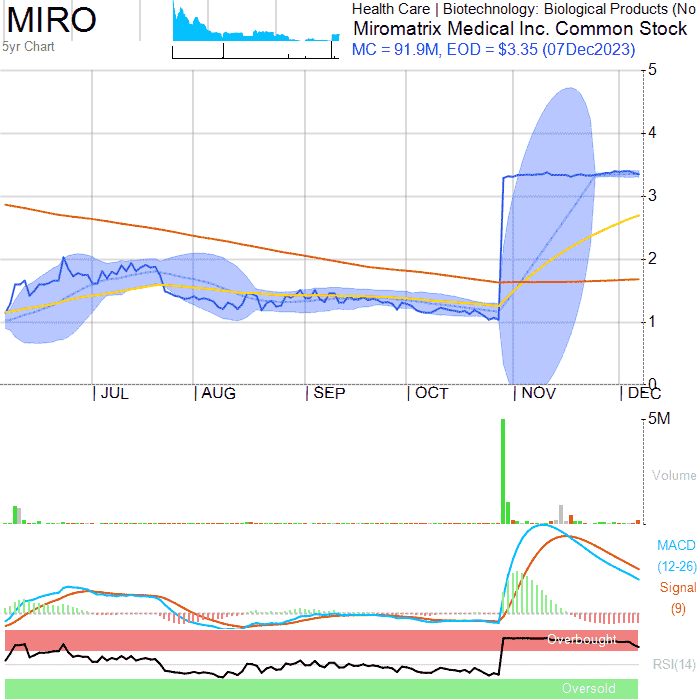 MIRO
5yr Chart
Health Care | Biotechnology: Biological Products (No
Miromatrix Medical Inc. Common Stock
MC = 91.9M, EOD = $3.35 (07Dec2023)
5
4
3
2
1
0
JUL
AUG
SEP
OCT
NOV
DEC
5M
Volume
MACD
(12-26)
Signal
(9)
Overbought
RSI(14)
Oversold